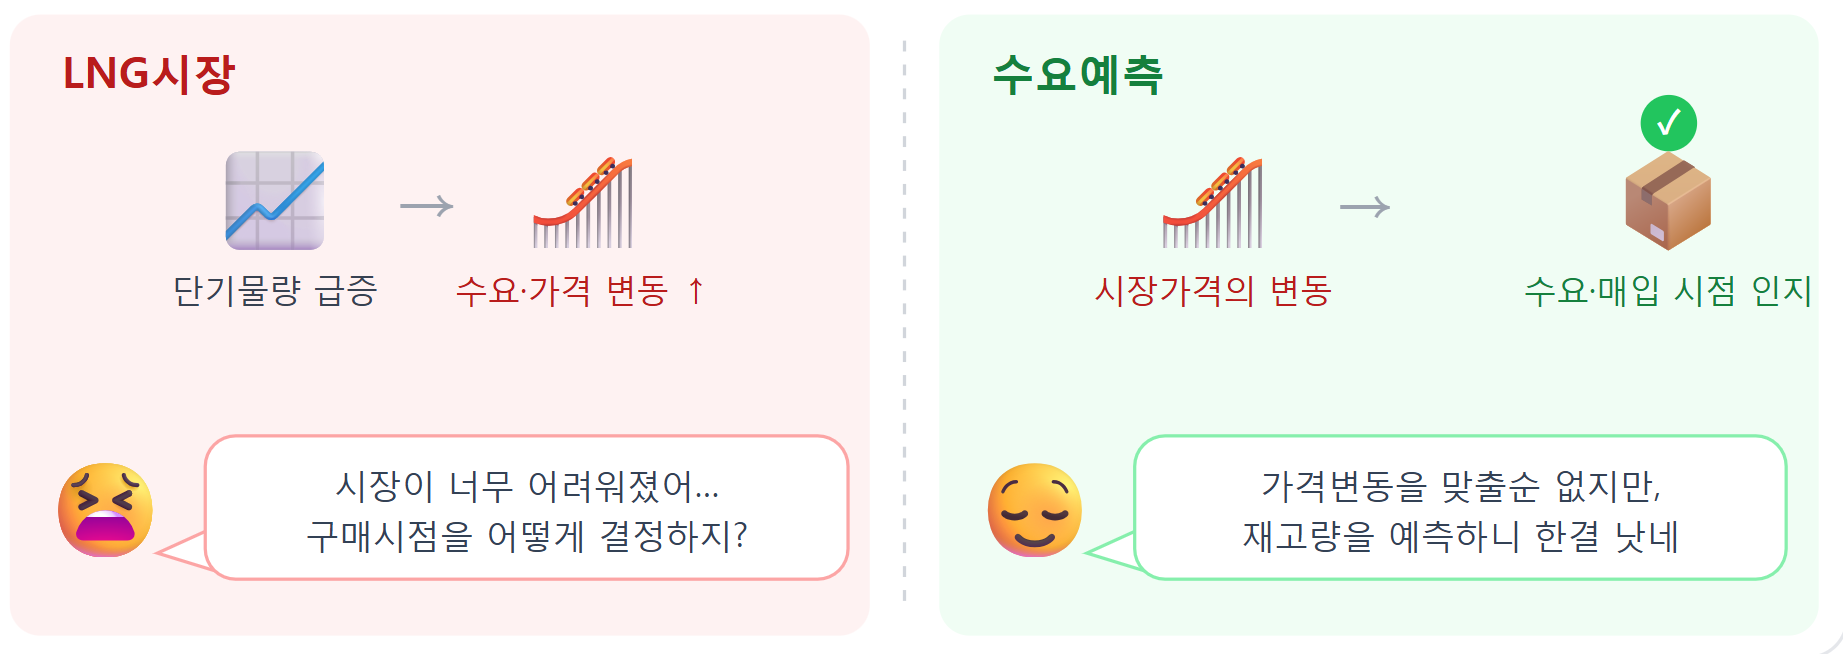 LNG시장
단기물량 급증
→
수요·가격 변동 ↑
시장이 너무 어려워졌어...
구매시점을 어떻게 결정하지?
수요예측
시장가격의 변동
→
수요·매입 시점 인지
가격변동을 맞출순 없지만,
재고량을 예측하니 한결 낫네